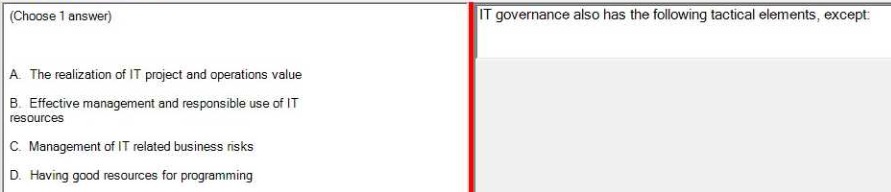 (Choose 1 answer)
IT governance also has the following tactical elements, except:
A. The realization of IT project and operations value
B. Effective management and responsible use of IT
resources
C. Management of IT related business risks
D. Having good resources for programming